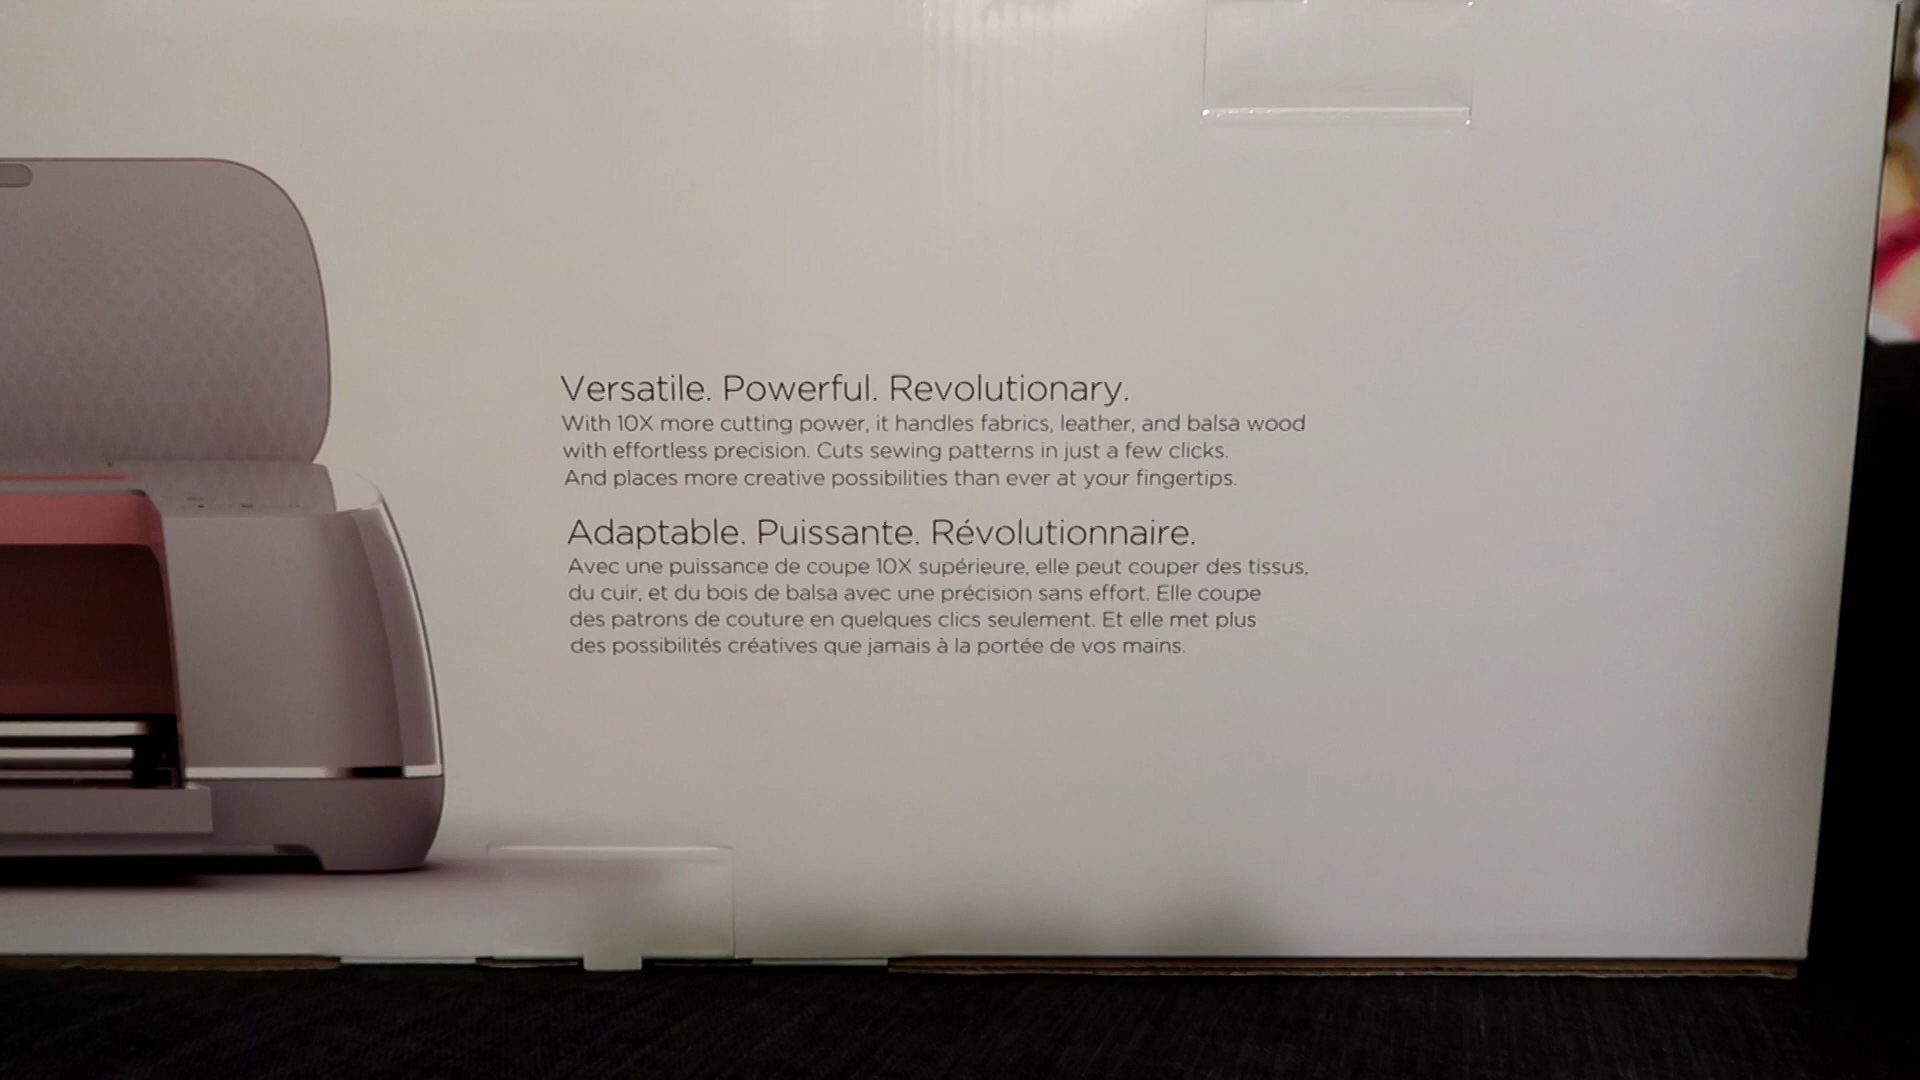 Versatile. Powerful. Revolutionary.
With 10X more cutting power, it handles fabrics, leather, and balsa wood
with effortless precision. Cuts sewing patterns in just a few clicks.
And places more creative possibilities than ever at your fingertips.
Adaptable. Puissante. Révolutionnaire.
Avec une puissance de coupe 10X supérieure, elle peut couper des tissus,
du cuir, et du bois de balsa avec une précision sans effort. Elle coupe
des patrons de couture en quelques clics seulement. Et elle met plus
des possibilités créatives que jamais à la portée de vos mains.